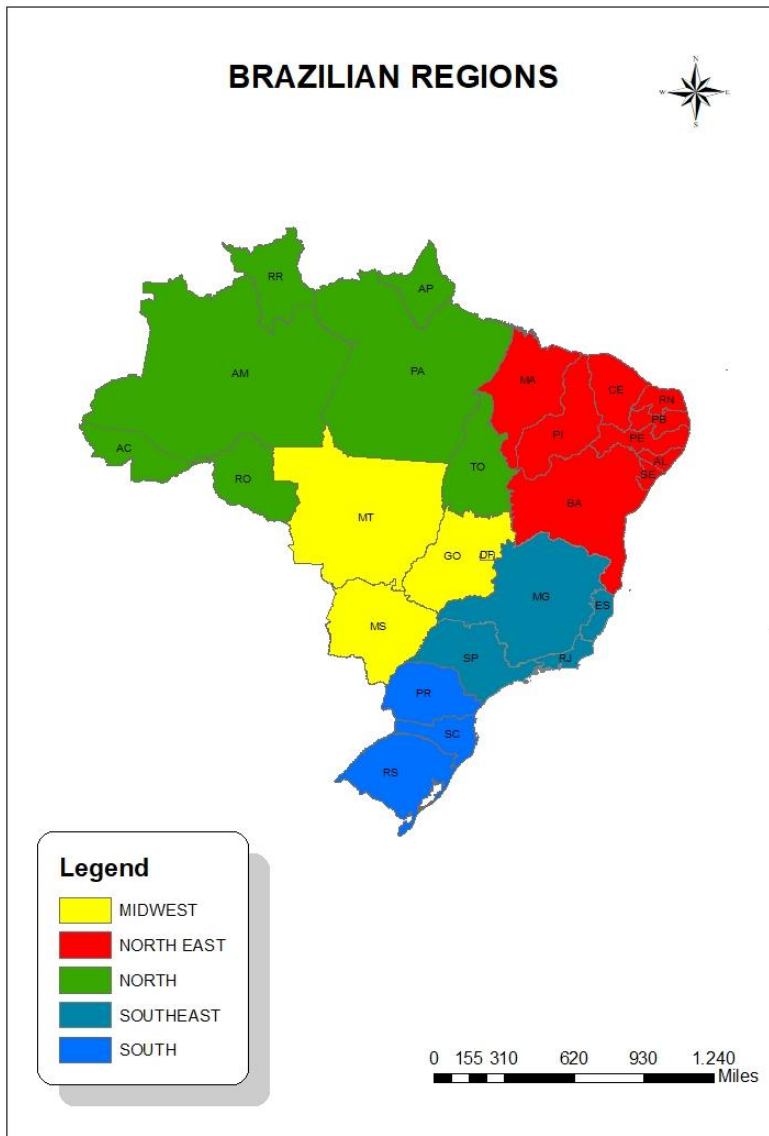 BRAZILIAN REGIONS
N
W E
S
RR
AP
AM
PA
MA
CE
RN
PB
PI
PE
AC
AL
TO
SE
RO
BA
MT
GO
DF
MG
ES
MS
SP
RJ
PR
SC
RS
Legend
MIDWEST
NORTH EAST
NORTH
SOUTHEAST
SOUTH
0 155 310 620 930 1.240
Miles